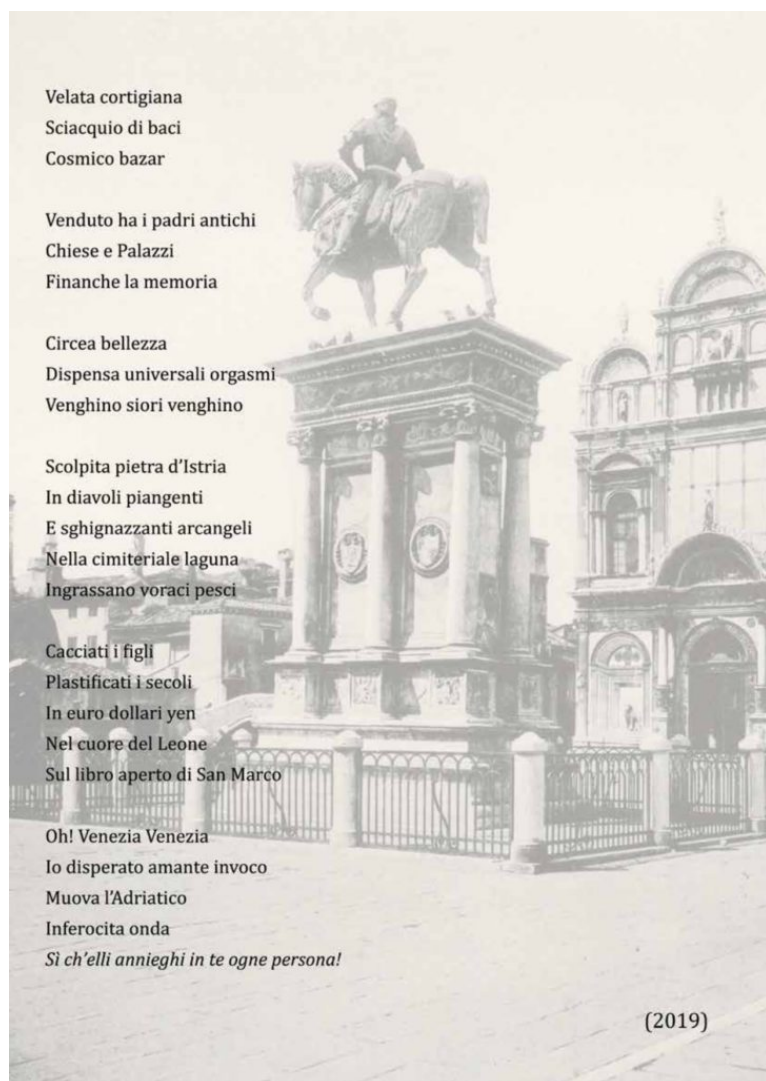 Velata cortigiana
Sciacquio di baci
Cosmico bazar
Venduto ha i padri antichi
Chiese e Palazzi
Finanche la memoria
Circea bellezza
Dispensa universali orgasmi
Venghino siori venghino
Scolpita pietra d'Istria
In diavoli piangenti
E sghignazzanti arcangeli
Nella cimiteriale laguna
Ingrassano voraci pesci
Cacciati i figli
Plastificati i secoli
In euro dollari yen
Nel cuore del Leone
Sul libro aperto di San Marco
Oh! Venezia Venezia
Io disperato amante invoco
Muova l'Adriatico
Inferocita onda
Sì ch'elli annieghi in te ogne persona!
(2019)